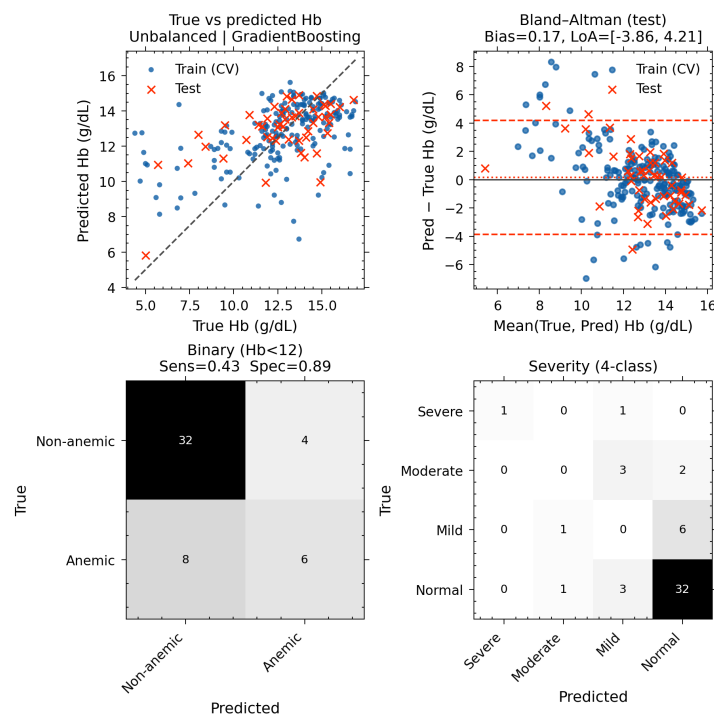 True vs predicted Hb
Unbalanced | GradientBoosting
Train (CV)
Test
16
14
12
10
8
6
4
5.0
7.5
10.0
12.5
15.0
Predicted Hb (g/dL)
True Hb (g/dL)
Bland–Altman (test)
Bias=0.17, LoA=[-3.86, 4.21]
Train (CV)
Test
8
6
4
2
0
−2
−4
−6
6
8
10
12
14
16
Pred − True Hb (g/dL)
Mean(True, Pred) Hb (g/dL)
Binary (Hb<12)
Sens=0.43 Spec=0.89
Non-anemic
Anemic
32
4
8
6
True
Non-anemic
Anemic
Predicted
Severity (4-class)
Severe
Moderate
Mild
Normal
1
0
1
0
0
0
3
2
0
1
0
6
0
1
3
32
True
Severe
Moderate
Mild
Normal
Predicted